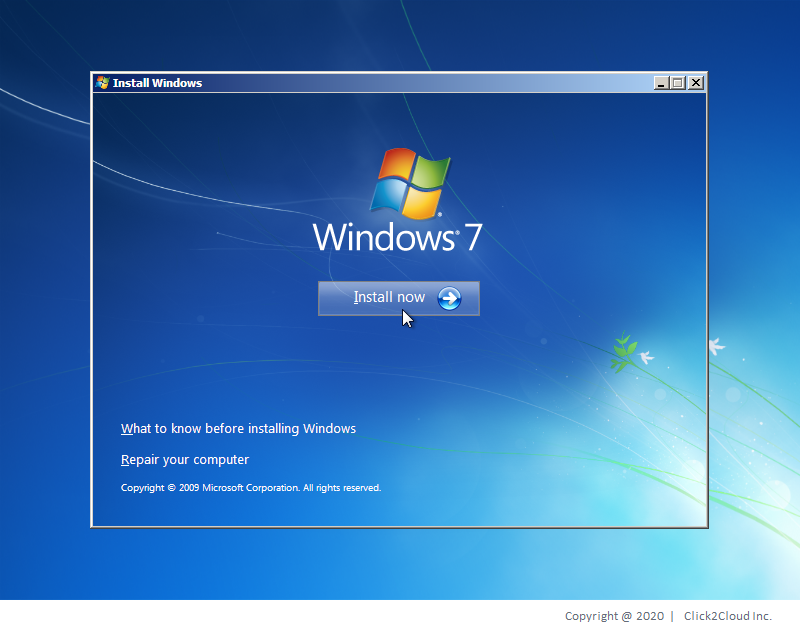 Install Windows
Windows® 7
Install now
What to know before installing Windows
Repair your computer
Copyright © 2009 Microsoft Corporation. All rights reserved.
Copyright @ 2020 | Click2Cloud Inc.